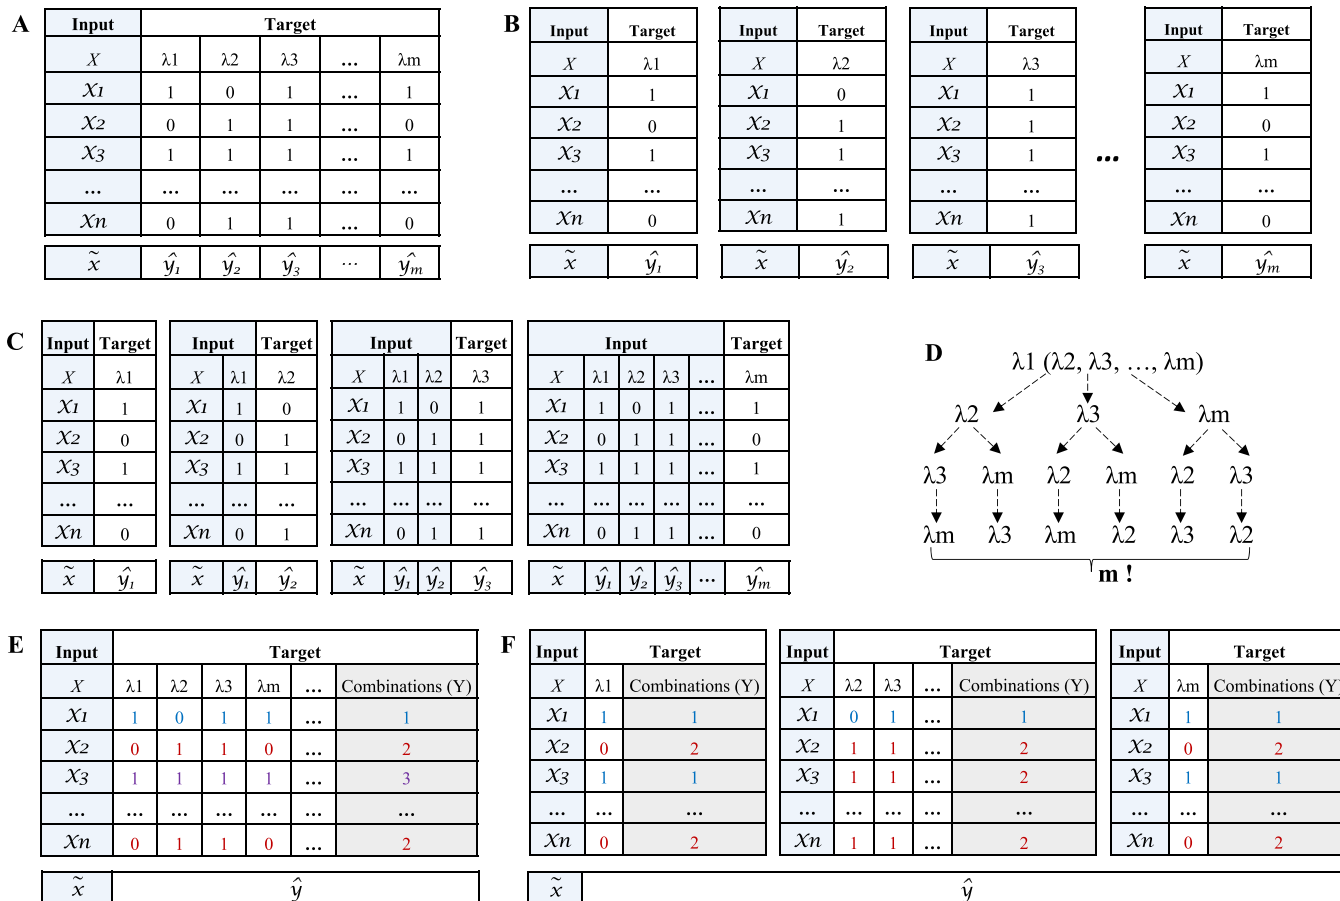 A
Input Target
X λ1 λ2 λ3 ... λm
X1 1 0 1 ... 1
X2 0 1 1 ... 0
X3 1 1 1 ... 1
... ... ... ... ... ...
Xn 0 1 1 ... 0
x̃ ŷ1 ŷ2 ŷ3 ... ŷm
B
Input Target
X λ1
X1 1
X2 0
X3 1
... ...
Xn 0
x̃ ŷ1
Input Target
X λ2
X1 0
X2 1
X3 1
... ...
Xn 1
x̃ ŷ2
Input Target
X λ3
X1 1
X2 1
X3 1
... ...
Xn 1
x̃ ŷ3
...
Input Target
X λm
X1 1
X2 0
X3 1
... ...
Xn 0
x̃ ŷm
C
Input Target
X λ1
X1 1
X2 0
X3 1
... ...
Xn 0
x̃ ŷ1
Input Target
X λ1 λ2
X1 1 0
X2 0 1
X3 1 1
... ... ...
Xn 0 1
x̃ ŷ1 ŷ2
Input Target
X λ1 λ2 λ3
X1 1 0 1
X2 0 1 1
X3 1 1 1
... ... ... ...
Xn 0 1 1
x̃ ŷ1 ŷ2 ŷ3
Input Target
X λ1 λ2 λ3 ... λm
X1 1 0 1 ... 1
X2 0 1 1 ... 0
X3 1 1 1 ... 1
... ... ... ... ... ...
Xn 0 1 1 ... 0
x̃ ŷ1 ŷ2 ŷ3 ... ŷm
D
λ1 (λ2, λ3, …, λm)
λ2 λ3 λm
λ3 λm λ2 λm λ2 λ3
λm λ3 λm λ2 λ3 λ2
m !
E
Input Target
X λ1 λ2 λ3 λm ... Combinations (Y)
X1 1 0 1 1 ... 1
X2 0 1 1 0 ... 2
X3 1 1 1 1 ... 3
... ... ... ... ... ... ...
Xn 0 1 1 0 ... 2
x̃ ŷ
F
Input Target
X λ1 Combinations (Y)
X1 1 1
X2 0 2
X3 1 1
... ... ...
Xn 0 2
Target
λ2 λ3 ... Combinations (Y)
X1 0 1 ... 1
X2 1 1 ... 2
X3 1 1 ... 2
... ... ... ... ...
Xn 1 1 ... 2
Input Target
X λm Combinations (Y)
X1 1 1
X2 0 2
X3 1 1
... ... ...
Xn 0 2
x̃ ŷ